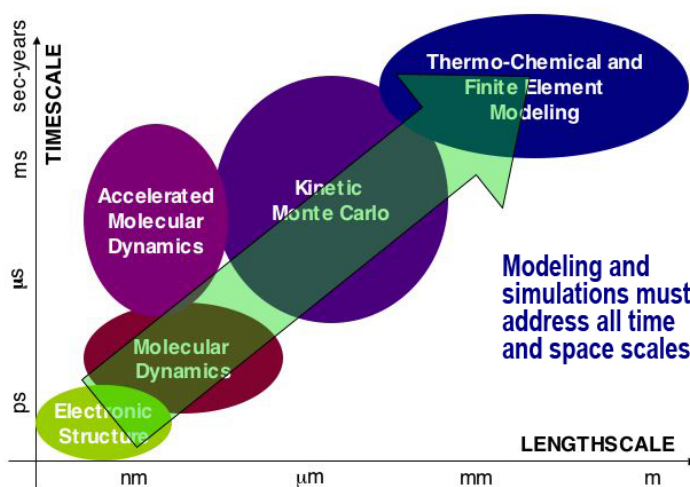 sec-years
TIMESCALE
Thermo-Chemical and
Finite Element
Modeling
ms
Accelerated
Molecular
Dynamics
Kinetic
Monte Carlo
μs
Modeling and
simulations must
address all time
and space scales
Molecular
Dynamics
ps
Electronic
Structure
LENGTHSCALE
nm
μm
mm
m